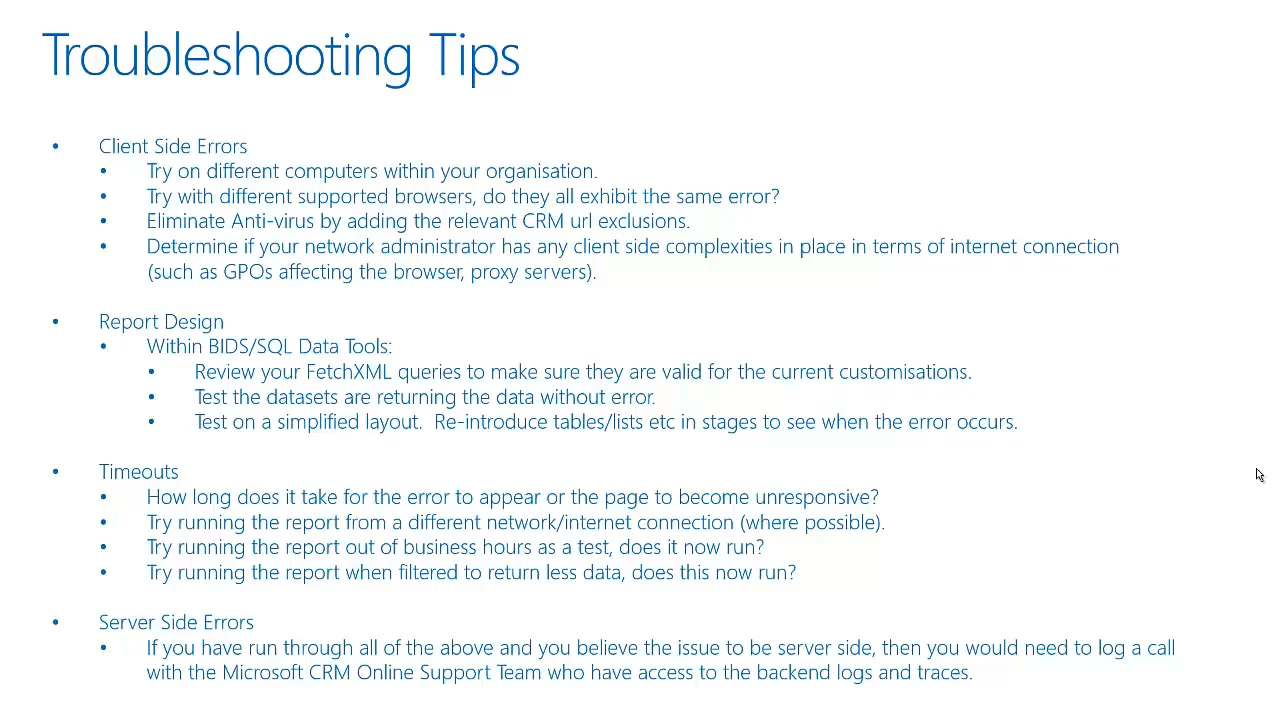 Troubleshooting Tips
• Client Side Errors
• Try on different computers within your organisation.
• Try with different supported browsers, do they all exhibit the same error?
• Eliminate Anti-virus by adding the relevant CRM url exclusions.
• Determine if your network administrator has any client side complexities in place in terms of internet connection
(such as GPOs affecting the browser, proxy servers).
• Report Design
• Within BIDS/SQL Data Tools:
• Review your FetchXML queries to make sure they are valid for the current customisations.
• Test the datasets are returning the data without error.
• Test on a simplified layout.  Re-introduce tables/lists etc in stages to see when the error occurs.
• Timeouts
• How long does it take for the error to appear or the page to become unresponsive?
• Try running the report from a different network/internet connection (where possible).
• Try running the report out of business hours as a test, does it now run?
• Try running the report when filtered to return less data, does this now run?
• Server Side Errors
• If you have run through all of the above and you believe the issue to be server side, then you would need to log a call
with the Microsoft CRM Online Support Team who have access to the backend logs and traces.